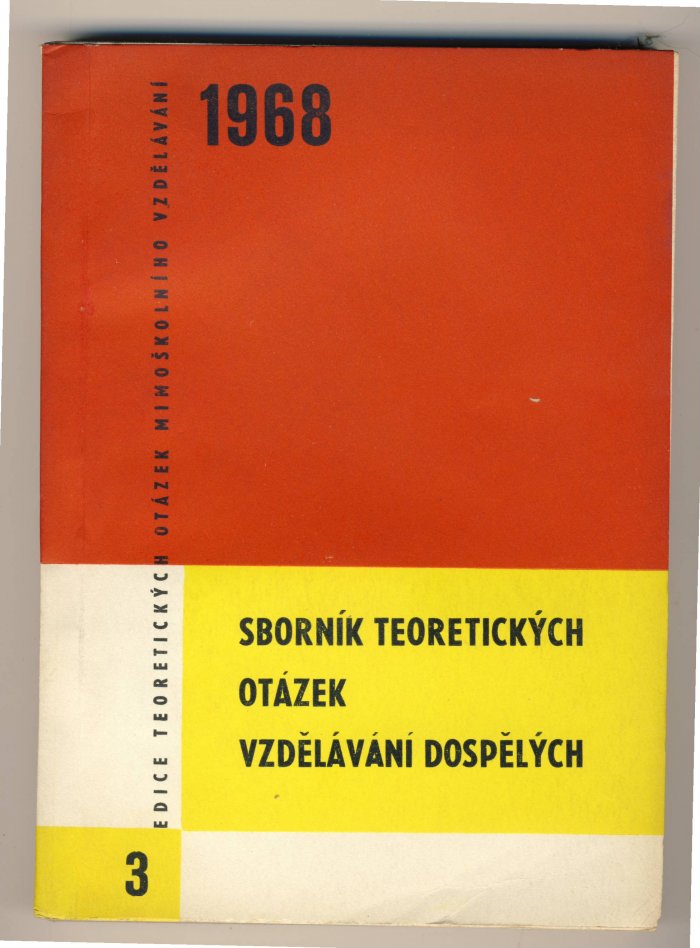 1968
EDICE TEORETICKÝCH OTÁZEK MIMOŠKOLNÍHO VZDĚLÁVÁNÍ
SBORNÍK TEORETICKÝCH
OTÁZEK
VZDĚLÁVÁNÍ DOSPĚLÝCH
3